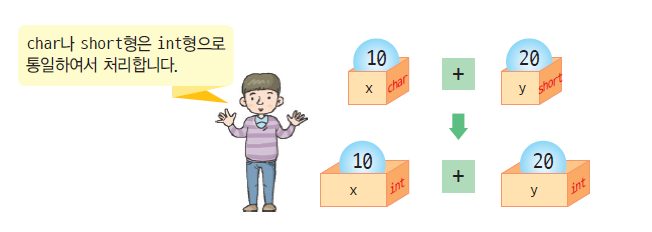 char나 short형은 int형으로
통일하여서 처리합니다.
10 + 20
x char y short
10 + 20
x int y int